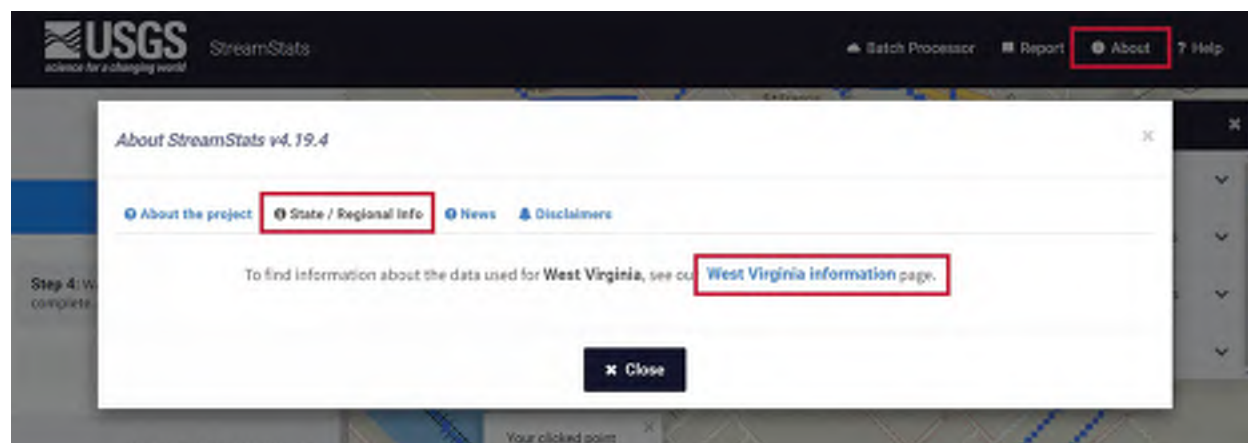 USGS
science for a changing world
StreamStats
Batch Processor Report About ? Help
About StreamStats v4.19.4
About the project State / Regional Info News Disclaimers
To find information about the data used for West Virginia, see ou West Virginia information page.
Step 4: W
complete
Close
Your clicked point